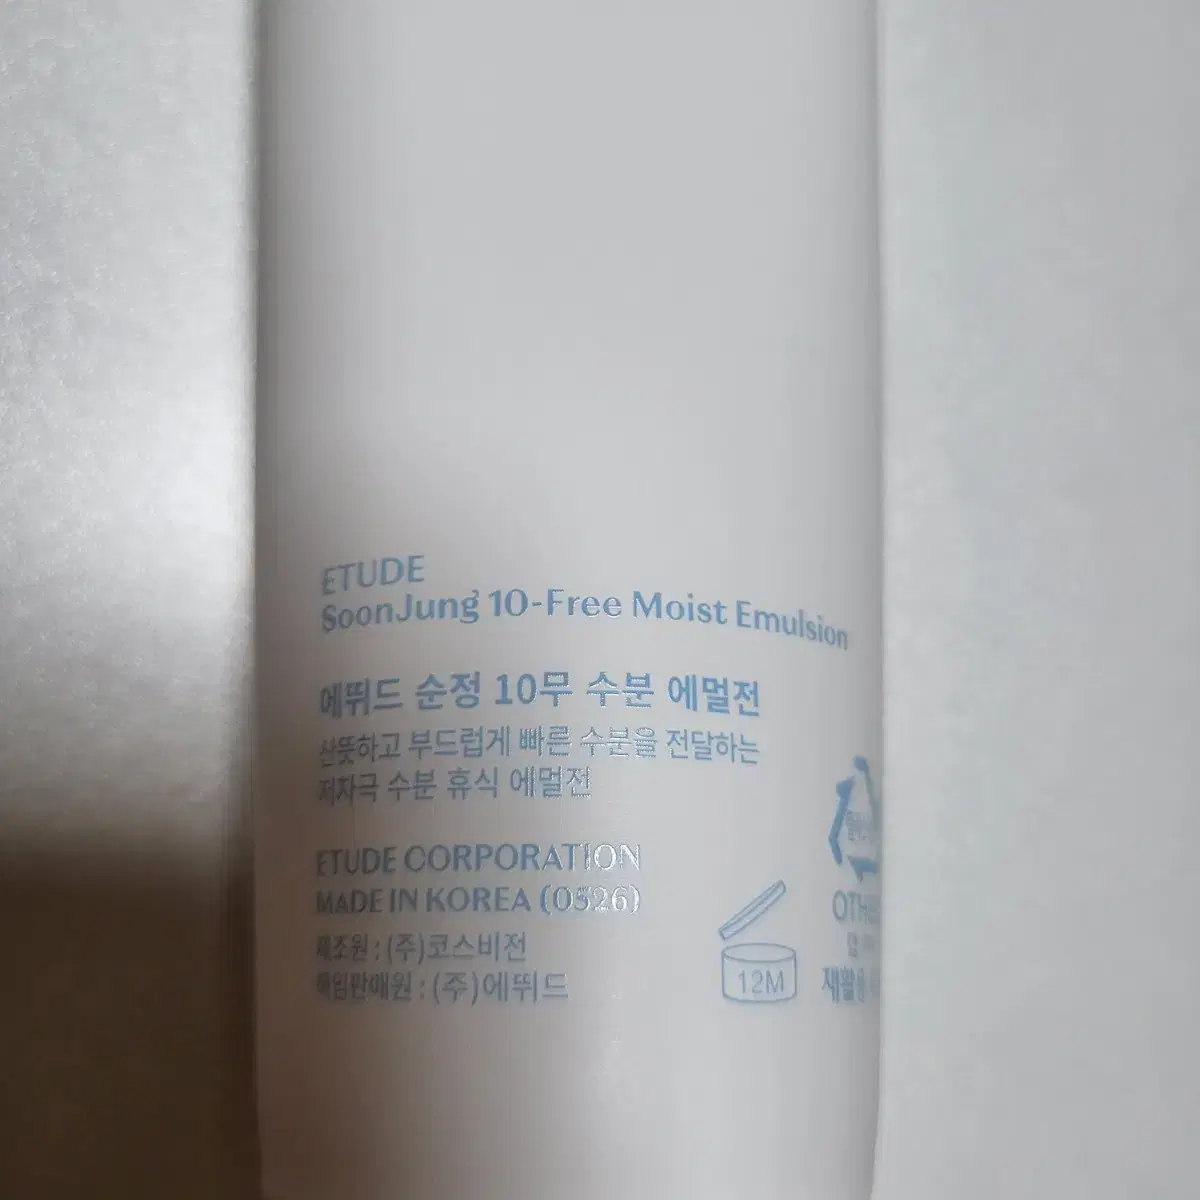 ETUDE
SoonJung 10-Free Moist Emulsion
에뛰드 순정 10무 수분 에멀전
산뜻하고 부드럽게 빠른 수분을 전달하는
저자극 수분 휴식 에멀전
ETUDE CORPORATION
MADE IN KOREA (0526)
제조원 : (주)코스비전
책임판매원 : (주)에뛰드
12M
재활용